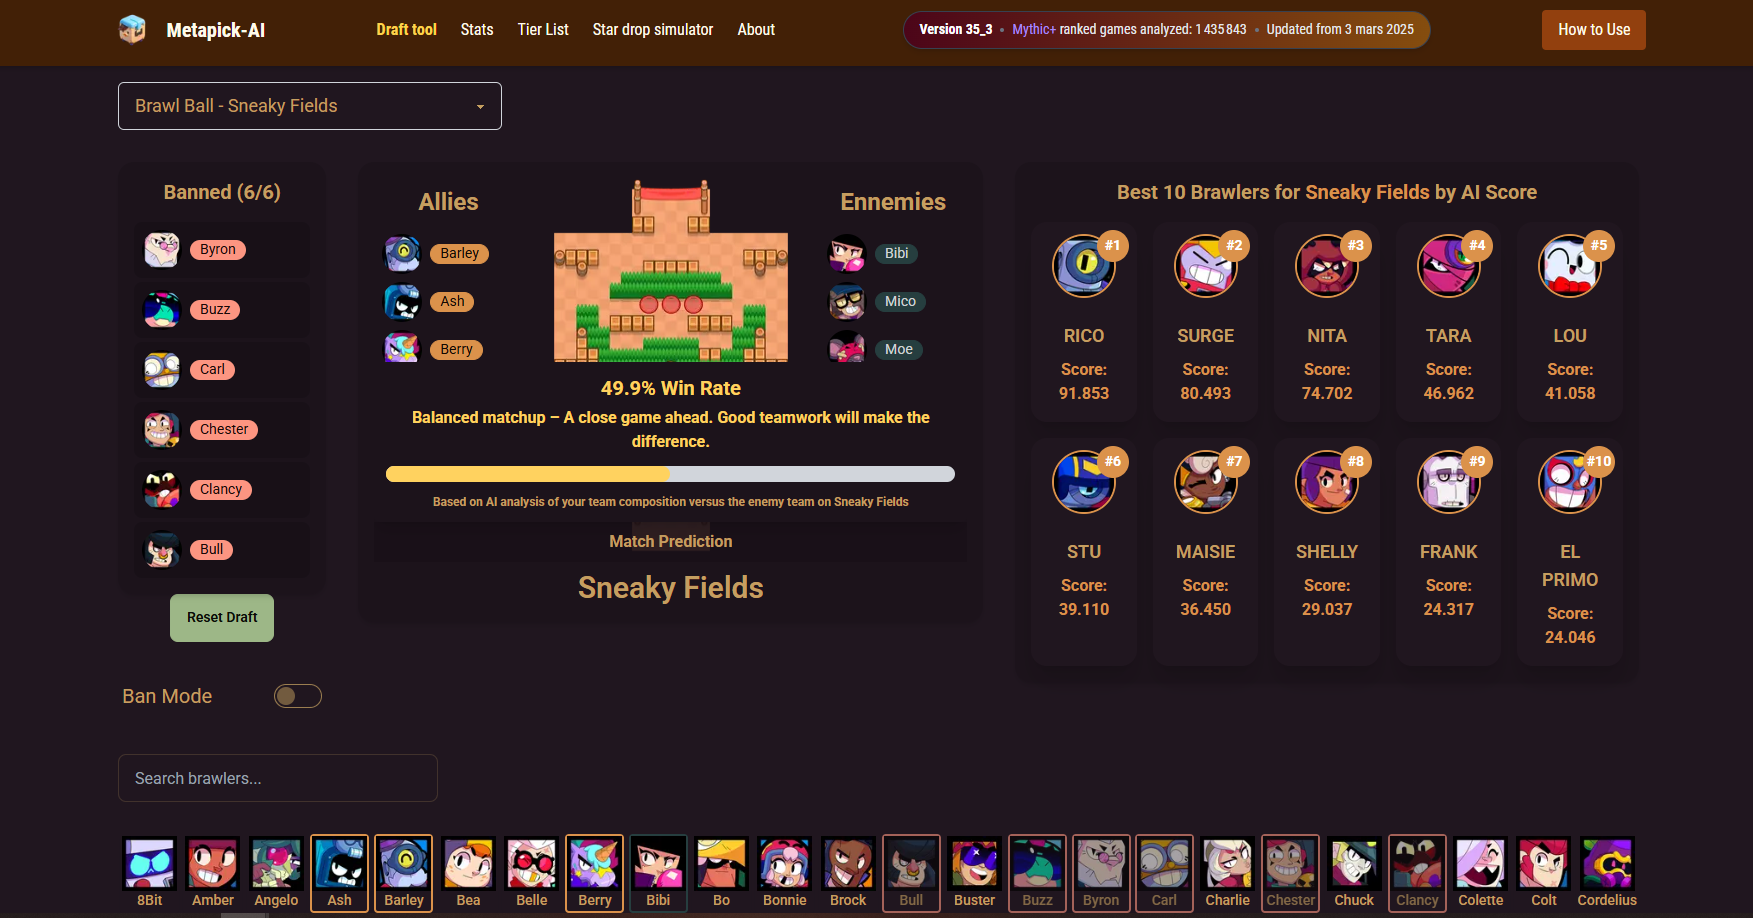 Metapick-AI
Draft tool
Stats
Tier List
Star drop simulator
About
Version 35_3 • Mythic+ ranked games analyzed: 1 435 843 • Updated from 3 mars 2025
How to Use
Brawl Ball - Sneaky Fields
Banned (6/6)
Byron
Buzz
Carl
Chester
Clancy
Bull
Reset Draft
Ban Mode
Allies
Barley
Ash
Berry
Ennemies
Bibi
Mico
Moe
49.9% Win Rate
Balanced matchup – A close game ahead. Good teamwork will make the
difference.
Based on AI analysis of your team composition versus the enemy team on Sneaky Fields
Match Prediction
Sneaky Fields
Best 10 Brawlers for Sneaky Fields by AI Score
#1
RICO
Score:
91.853
#2
SURGE
Score:
80.493
#3
NITA
Score:
74.702
#4
TARA
Score:
46.962
#5
LOU
Score:
41.058
#6
STU
Score:
39.110
#7
MAISIE
Score:
36.450
#8
SHELLY
Score:
29.037
#9
FRANK
Score:
24.317
#10
EL
PRIMO
Score:
24.046
Search brawlers...
8Bit
Amber
Angelo
Ash
Barley
Bea
Belle
Berry
Bibi
Bo
Bonnie
Brock
Bull
Buster
Buzz
Byron
Carl
Charlie
Chester
Chuck
Clancy
Colette
Colt
Cordelius